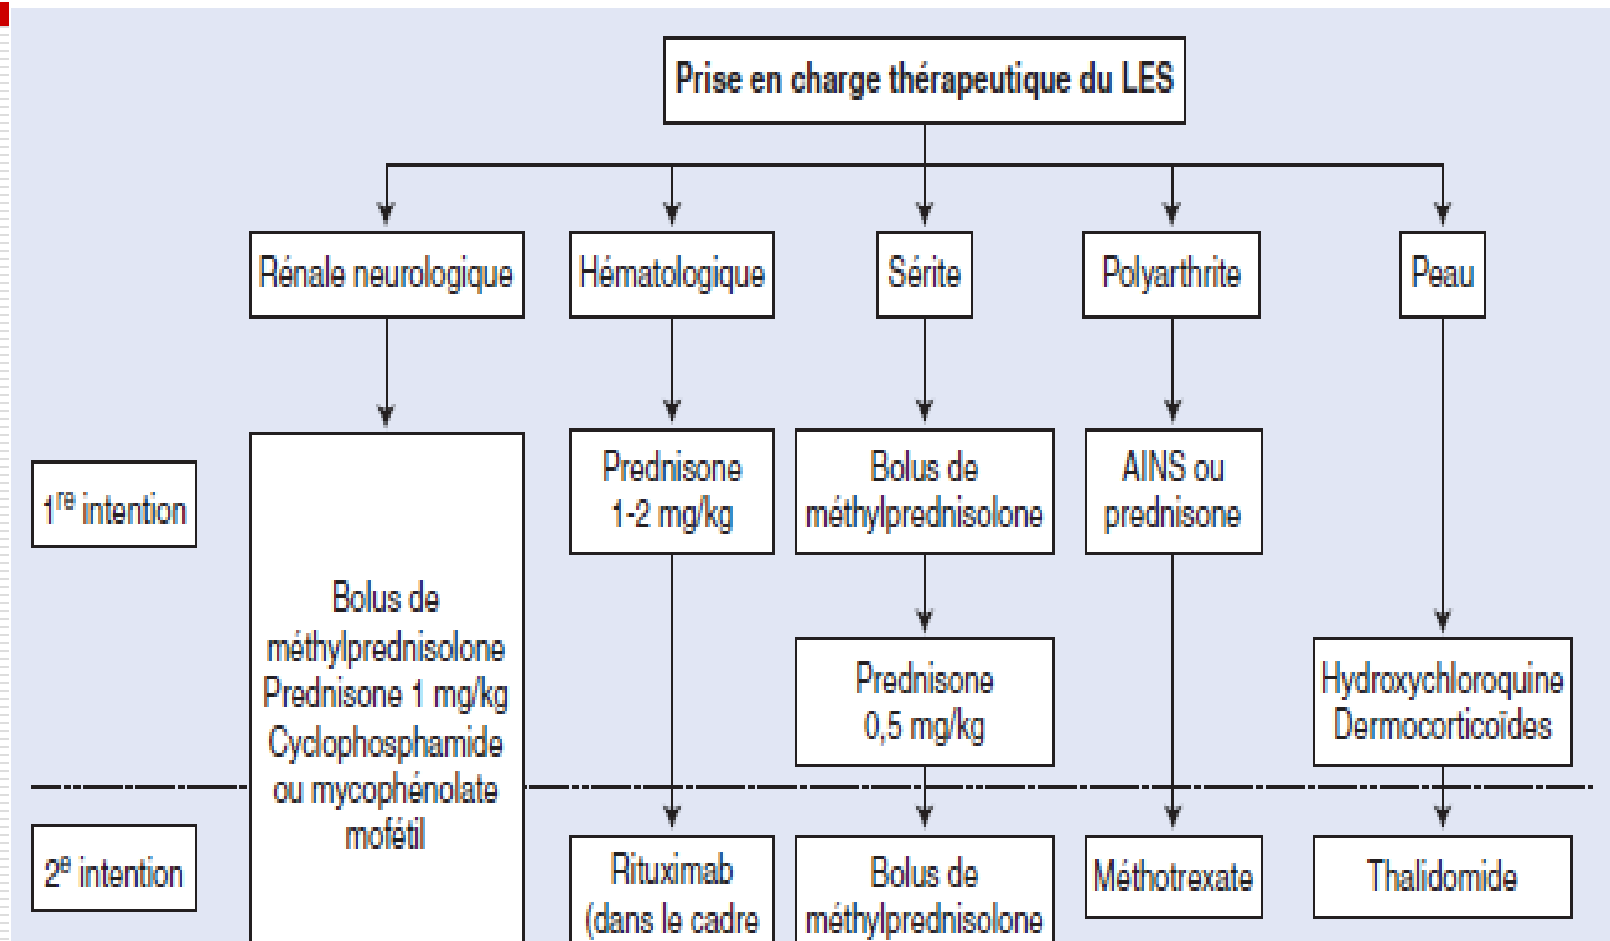 Prise en charge thérapeutique du LES
Rénale neurologique
Hématologique
Sérite
Polyarthrite
Peau
1re intention
Bolus de
méthylprednisolone
Prednisone 1 mg/kg
Cyclophosphamide
ou mycophénolate
mofétil
Prednisone
1-2 mg/kg
Bolus de
méthylprednisolone
AINS ou
prednisone
Prednisone
0,5 mg/kg
Hydroxychloroquine
Dermocorticoïdes
2e intention
Rituximab
(dans le cadre
Bolus de
méthylprednisolone
Méthotrexate
Thalidomide